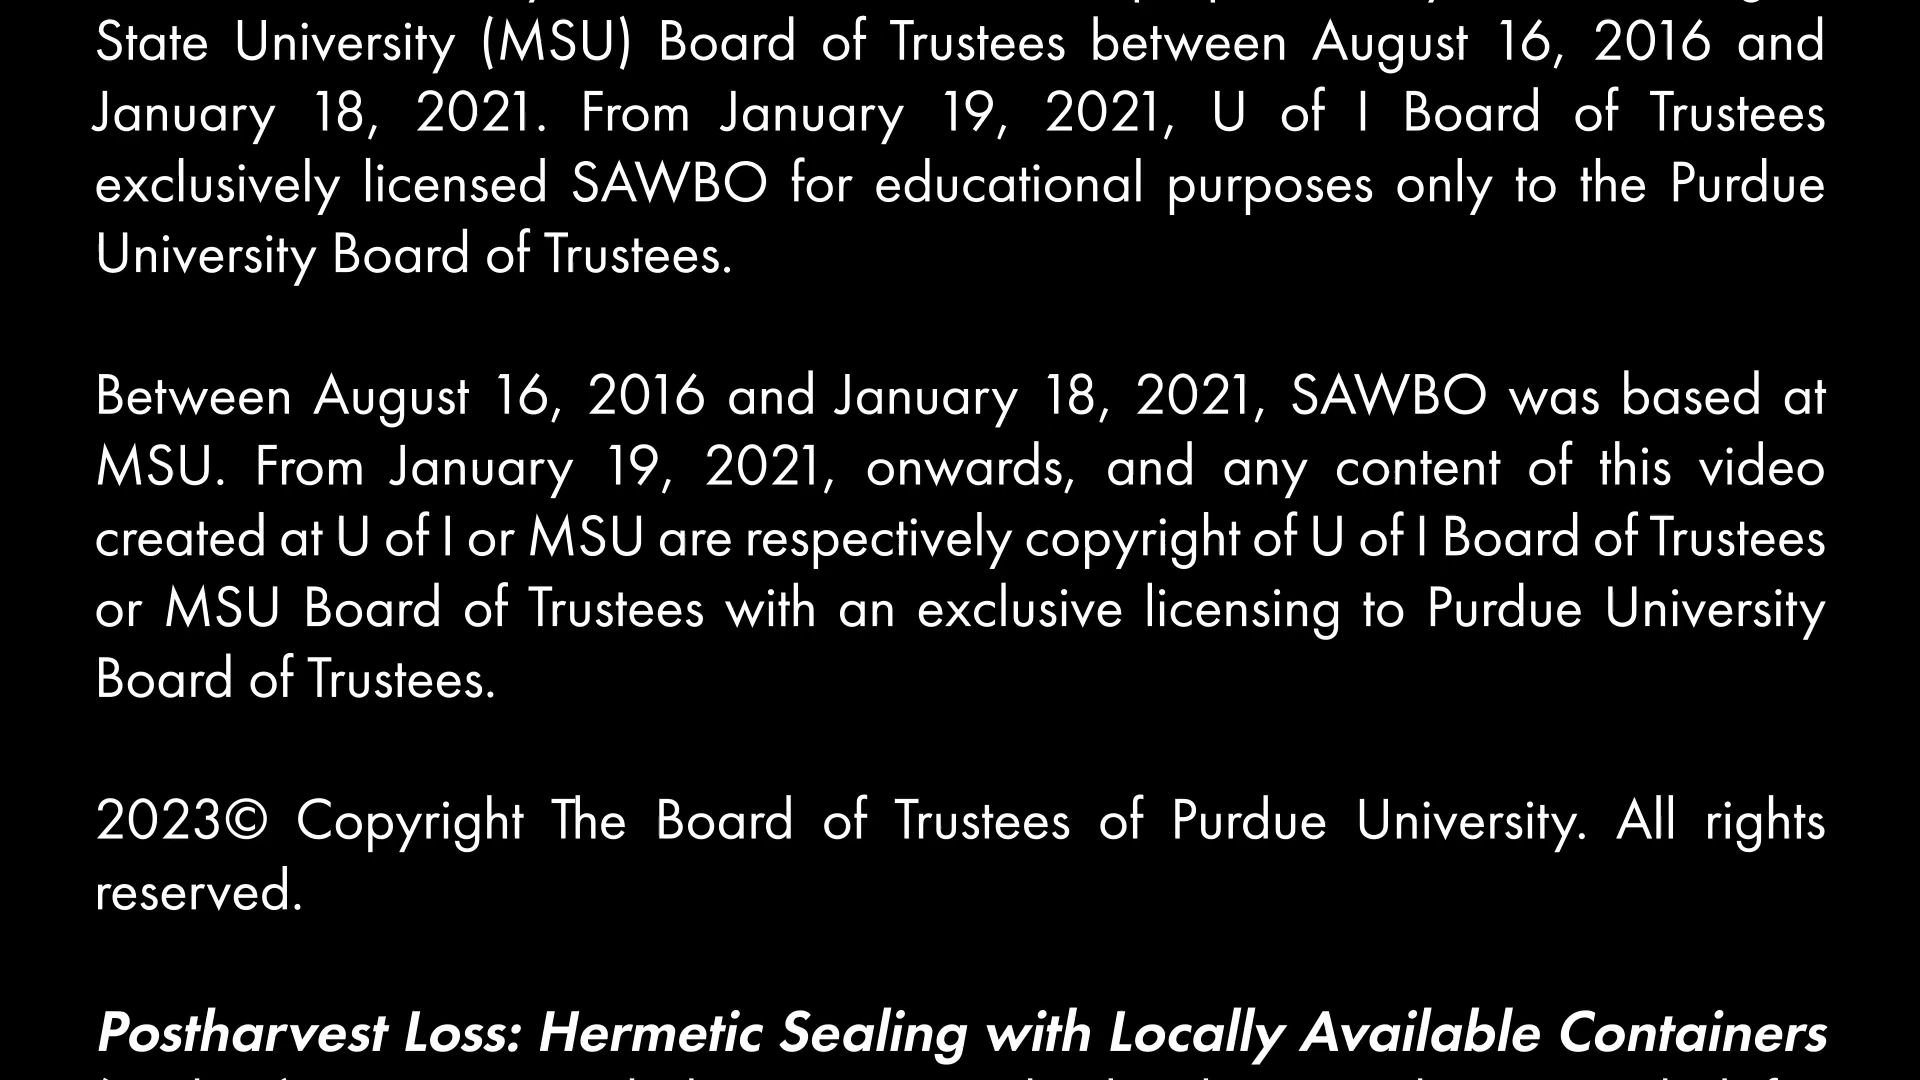 State University (MSU) Board of Trustees between August 16, 2016 and
January 18, 2021. From January 19, 2021, U of I Board of Trustees
exclusively licensed SAWBO for educational purposes only to the Purdue
University Board of Trustees.
Between August 16, 2016 and January 18, 2021, SAWBO was based at
MSU. From January 19, 2021, onwards, and any content of this video
created at U of I or MSU are respectively copyright of U of I Board of Trustees
or MSU Board of Trustees with an exclusive licensing to Purdue University
Board of Trustees.
2023© Copyright The Board of Trustees of Purdue University. All rights
reserved.
Postharvest Loss: Hermetic Sealing with Locally Available Containers